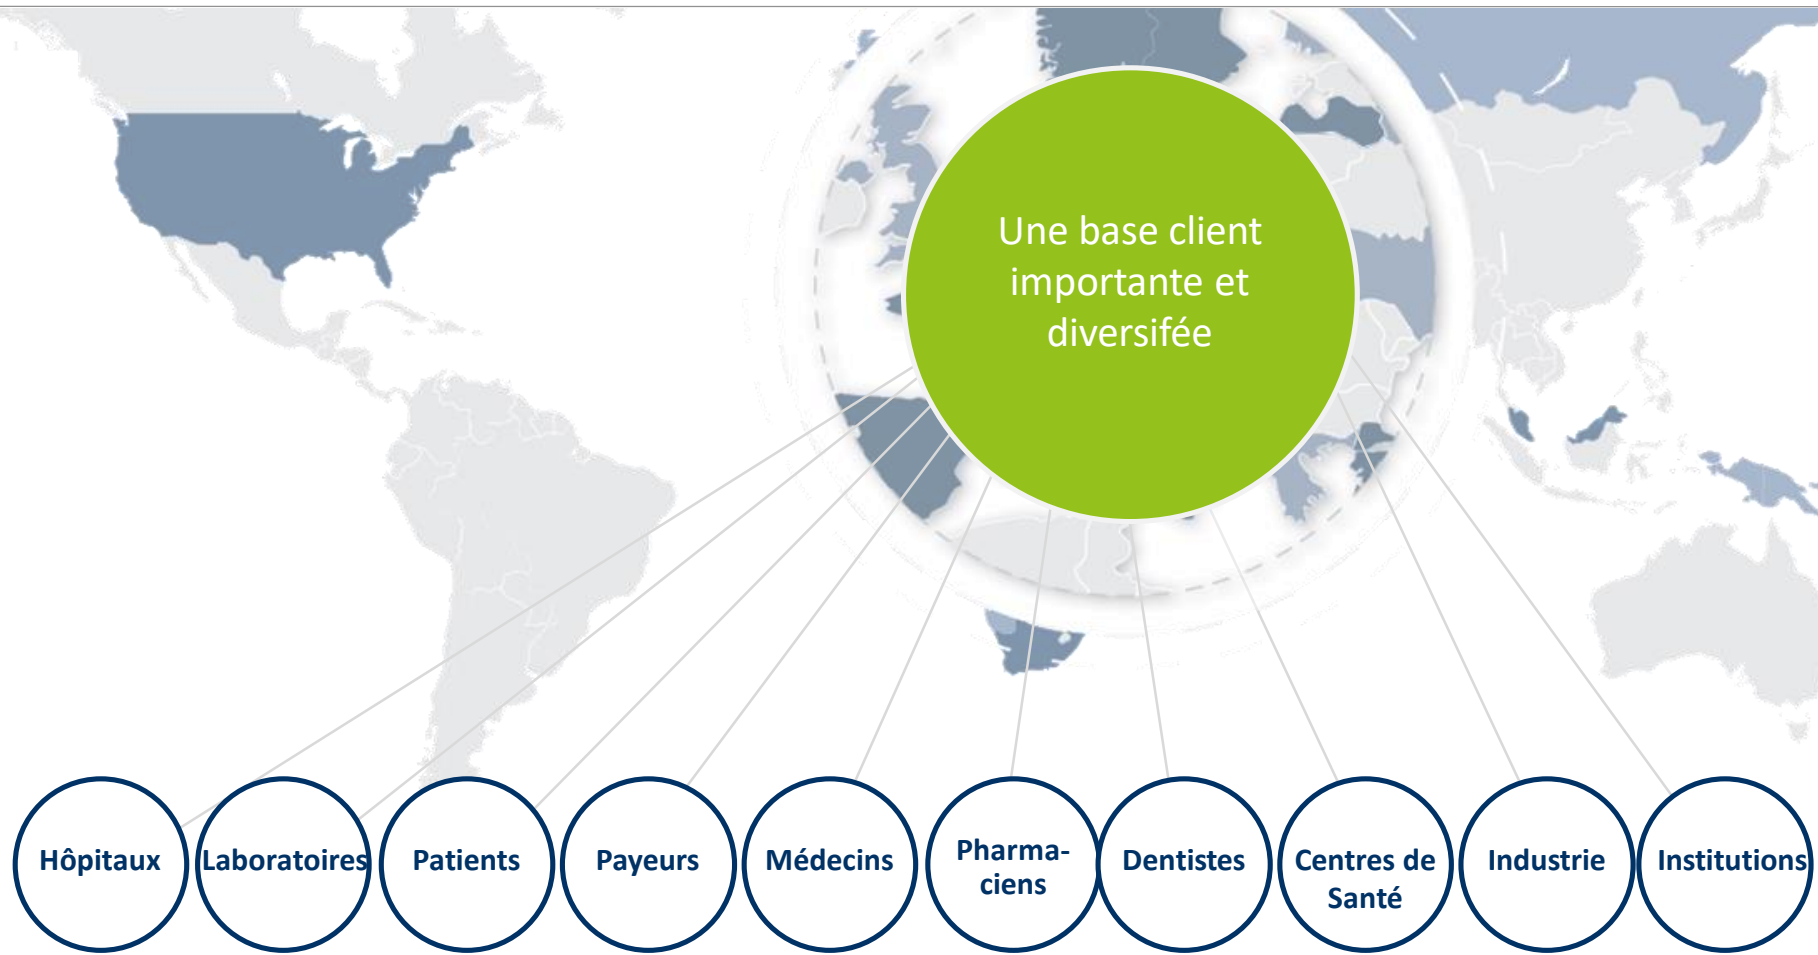 Une base client
importante et
diversifée
Hôpitaux
Laboratoires
Patients
Payeurs
Médecins
Pharma-
ciens
Dentistes
Centres de
Santé
Industrie
Institutions